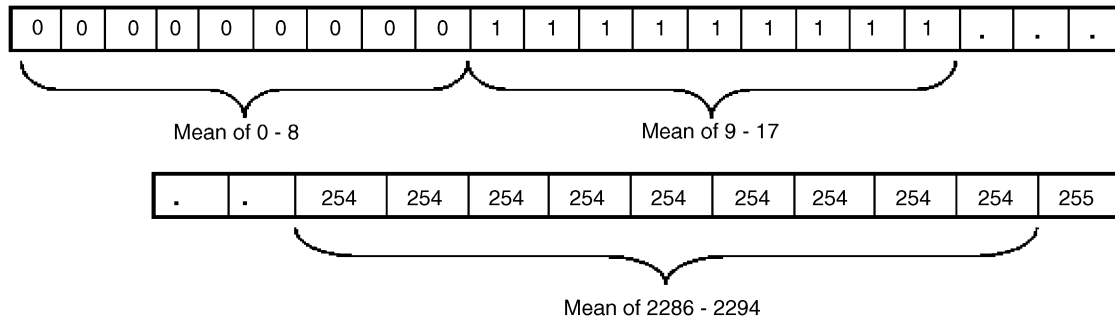 0 0 0 0 0 0 0 0 0 1 1 1 1 1 1 1 1 1 . . .
Mean of 0 - 8
Mean of 9 - 17
. . 254 254 254 254 254 254 254 254 254 255
Mean of 2286 - 2294